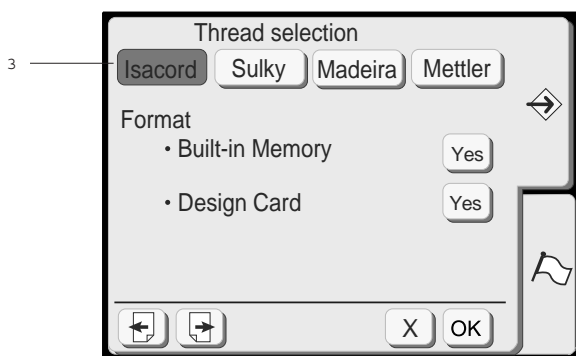 Thread selection
3 Isacord Sulky Madeira Mettler
Format
• Built-in Memory Yes
• Design Card Yes
X OK